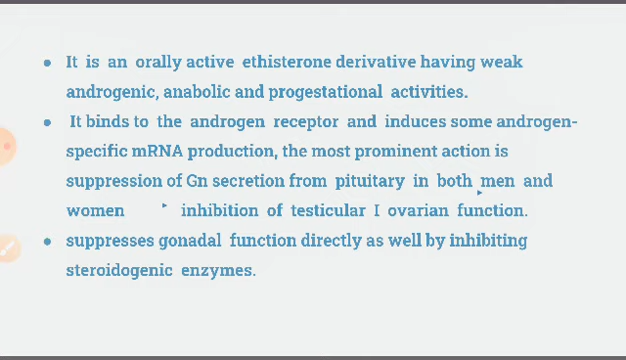 • It is an orally active ethisterone derivative having weak
androgenic, anabolic and progestational activities.
• It binds to the androgen receptor and induces some androgen-
specific mRNA production, the most prominent action is
suppression of Gn secretion from pituitary in both men and
women ‣ inhibition of testicular I ovarian function.
• suppresses gonadal function directly as well by inhibiting
steroidogenic enzymes.